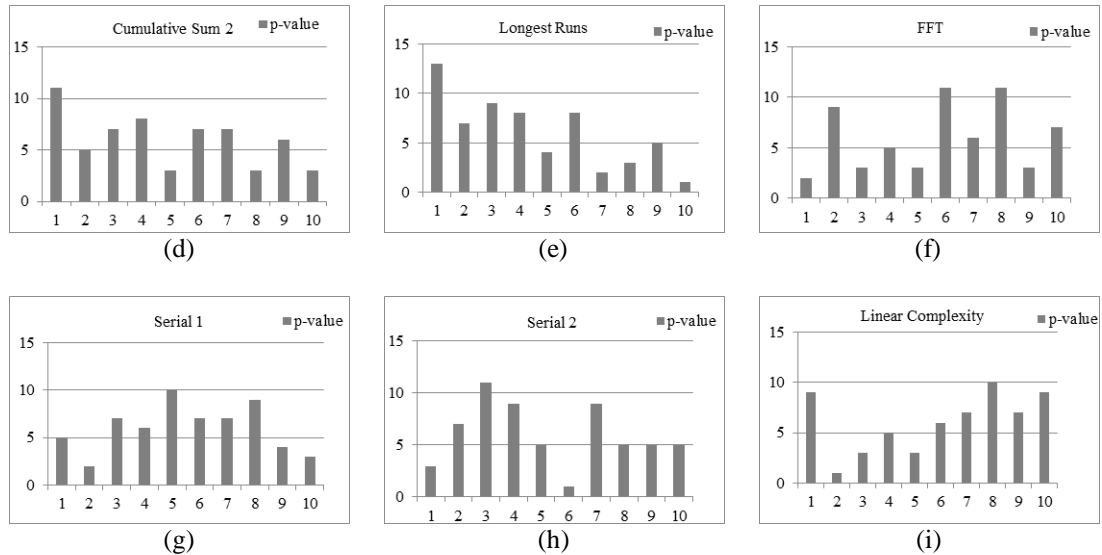 Cumulative Sum 2
p-value
15
10
5
0
1 2 3 4 5 6 7 8 9 10
(d)
Longest Runs
p-value
15
10
5
0
1 2 3 4 5 6 7 8 9 10
(e)
FFT
p-value
15
10
5
0
1 2 3 4 5 6 7 8 9 10
(f)
Serial 1
p-value
15
10
5
0
1 2 3 4 5 6 7 8 9 10
(g)
Serial 2
p-value
15
10
5
0
1 2 3 4 5 6 7 8 9 10
(h)
Linear Complexity
p-value
15
10
5
0
1 2 3 4 5 6 7 8 9 10
(i)